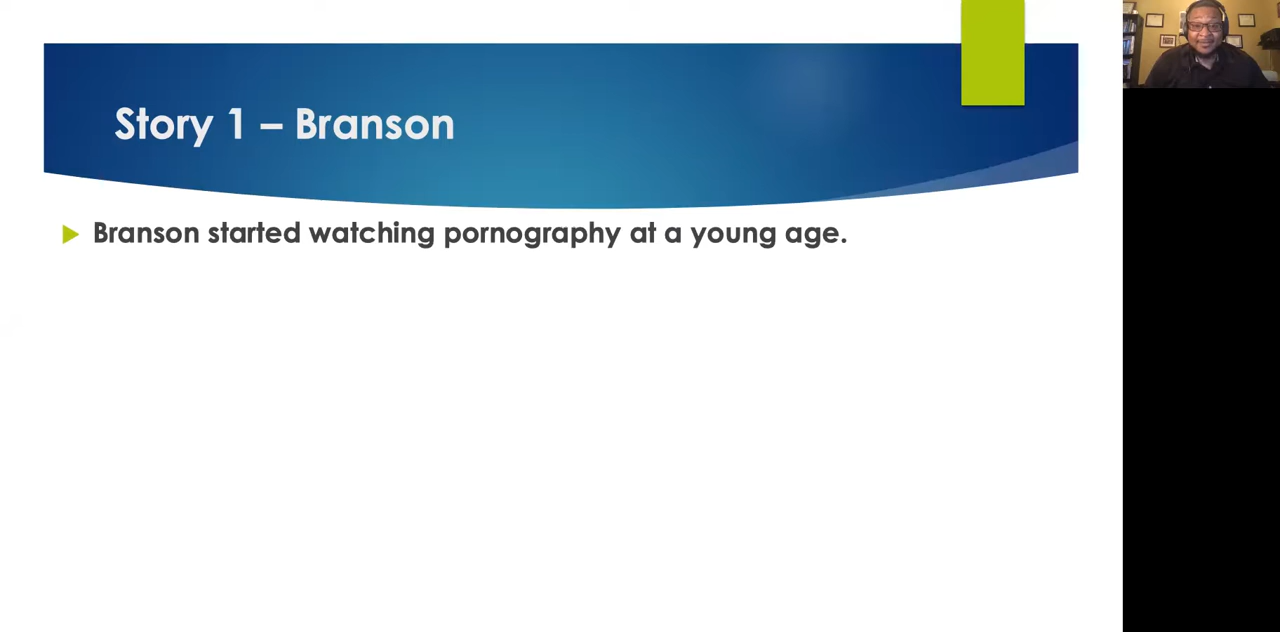 Story 1 – Branson
Branson started watching pornography at a young age.